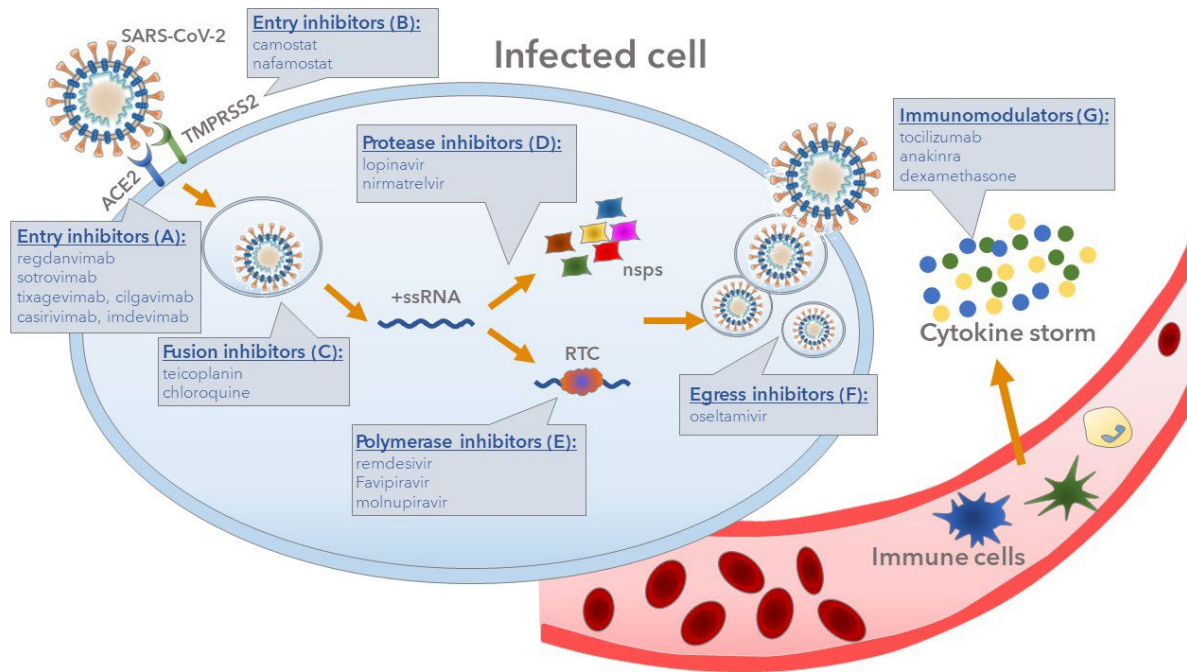 SARS-CoV-2
Entry inhibitors (B):
camostat
nafamostat
Infected cell
TMPRSS2
ACE2
Entry inhibitors (A):
regdanvimab
sotrovimab
tixagevimab, cilgavimab
casirivimab, imdevimab
Fusion inhibitors (C):
teicoplanin
chloroquine
Protease inhibitors (D):
lopinavir
nirmatrelvir
+ssRNA
nsps
RTC
Polymerase inhibitors (E):
remdesivir
Favipiravir
molnupiravir
Egress inhibitors (F):
oseltamivir
Immunomodulators (G):
tocilizumab
anakinra
dexamethasone
Cytokine storm
Immune cells